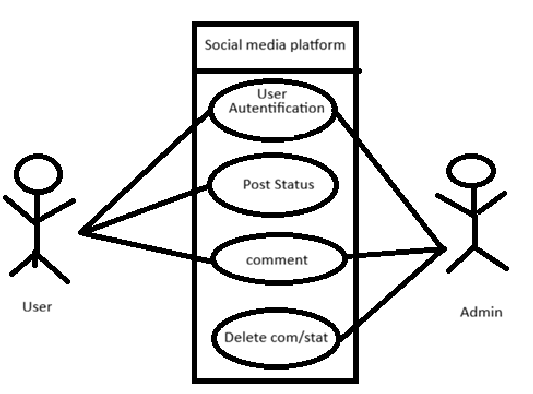 Social media platform
User
Autentification
Post Status
comment
Delete com/stat
User
Admin